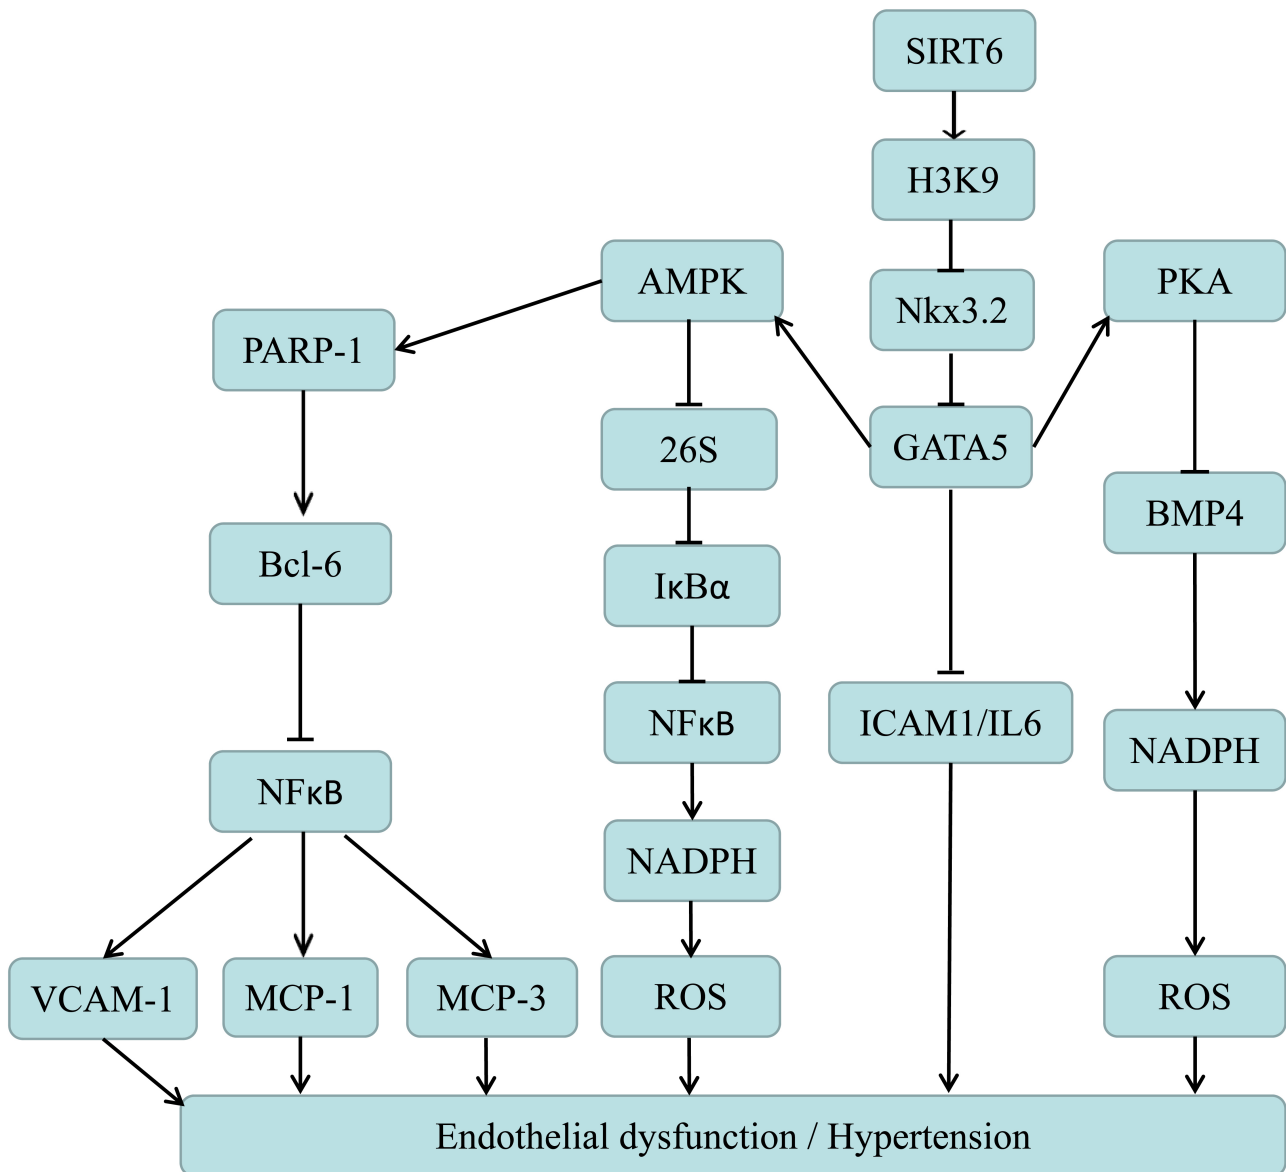 SIRT6
H3K9
AMPK
Nkx3.2
PKA
PARP-1
26S
GATA5
BMP4
Bcl-6
IκBα
NFκB
ICAM1/IL6
NADPH
NFκB
NADPH
VCAM-1
MCP-1
MCP-3
ROS
ROS
Endothelial dysfunction / Hypertension